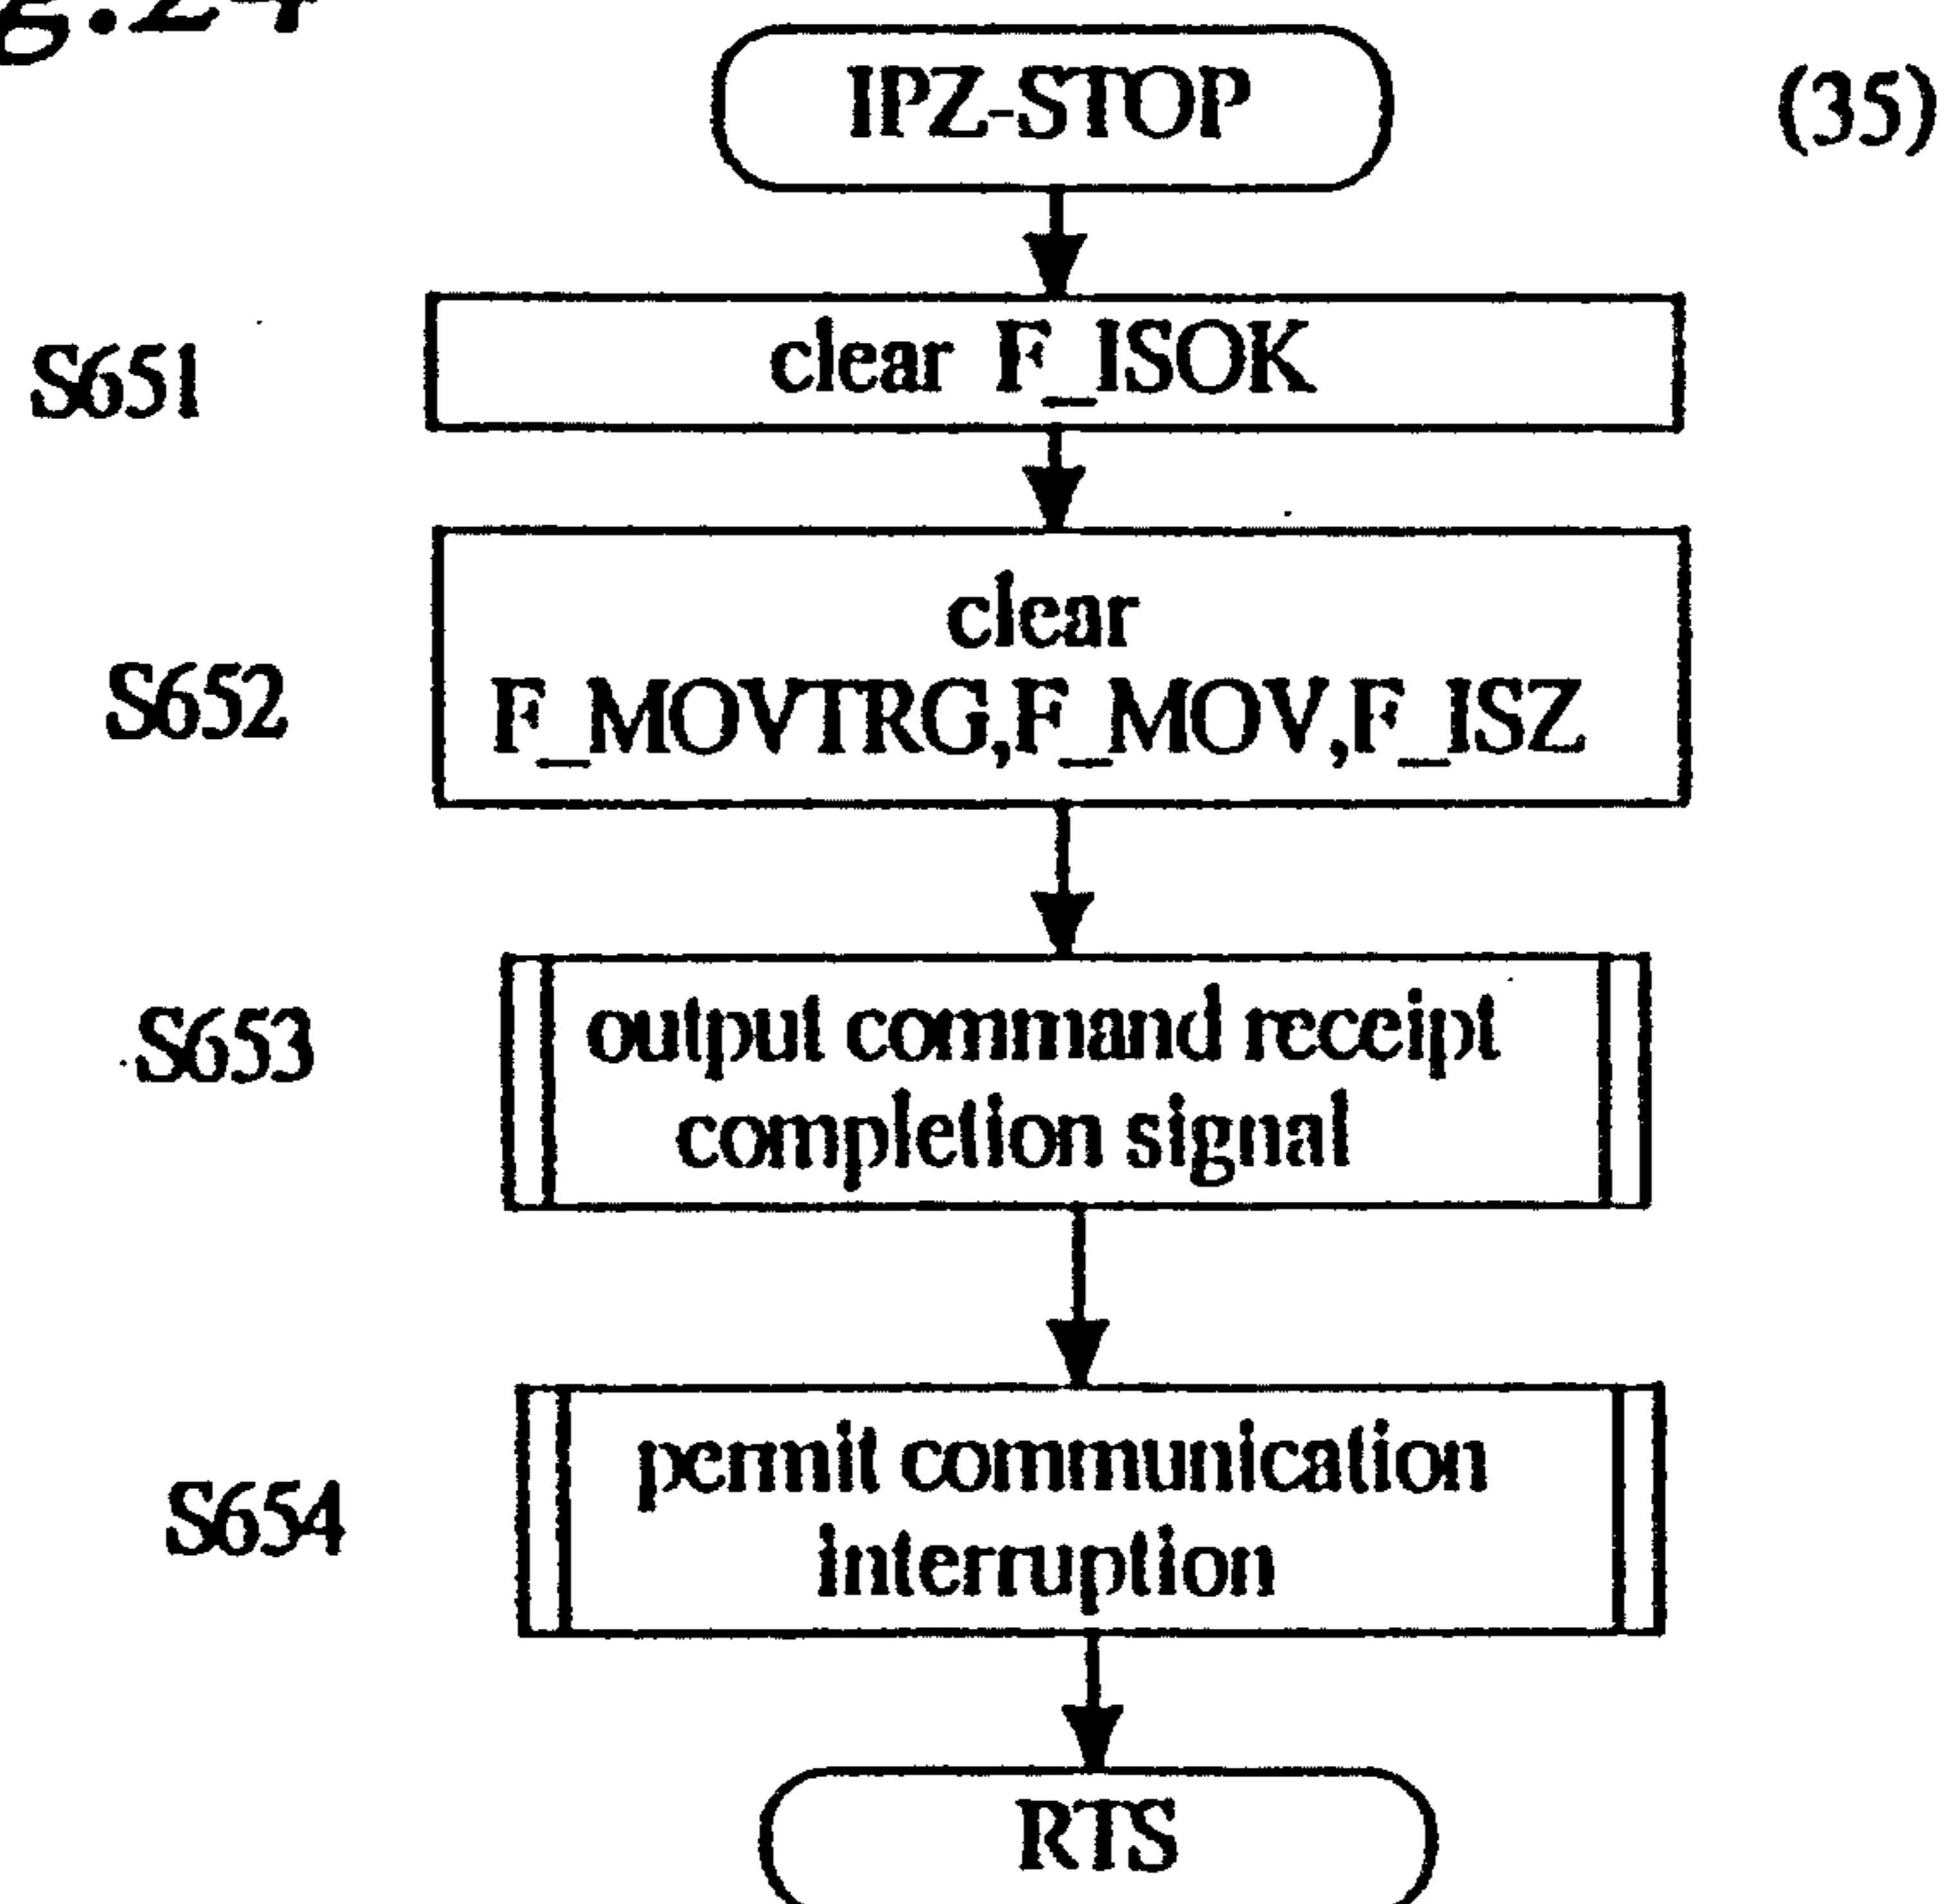 IPZ-STOP
(35)
S651
clear F_ISOK
S652
clear
F_MOVTRG,F_MOV,F_ISZ
S653
output command receipt
completion signal
S654
permit communication
interruption
RTS